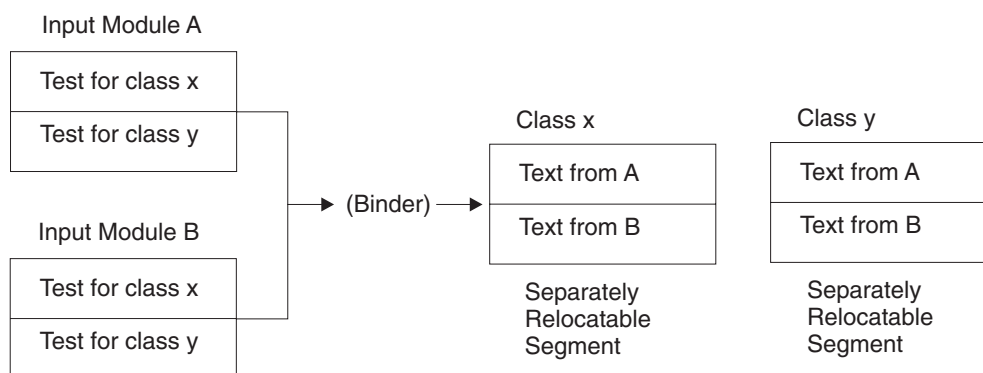 Input Module A
Test for class x
Test for class y
Input Module B
Test for class x
Test for class y
(Binder)
Class x
Text from A
Text from B
Separately
Relocatable
Segment
Class y
Text from A
Text from B
Separately
Relocatable
Segment